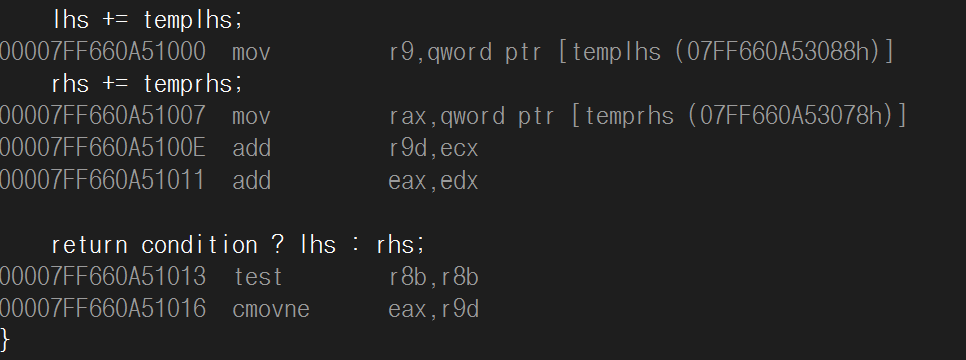 lhs += templhs;
00007FF660A51000 mov r9,qword ptr [templhs (07FF660A53088h)]
rhs += temprhs;
00007FF660A51007 mov rax,qword ptr [temprhs (07FF660A53078h)]
00007FF660A5100E add r9d,ecx
00007FF660A51011 add eax,edx
return condition ? lhs : rhs;
00007FF660A51013 test r8b,r8b
00007FF660A51016 cmovne eax,r9d
}